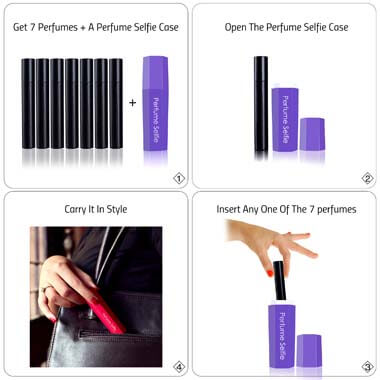 Get 7 Perfumes + A Perfume Selfie Case
+
Perfume Selfie
1
Open The Perfume Selfie Case
Perfume Selfie
2
Carry It In Style
4
Insert Any One Of The 7 perfumes
Perfume Selfie
3